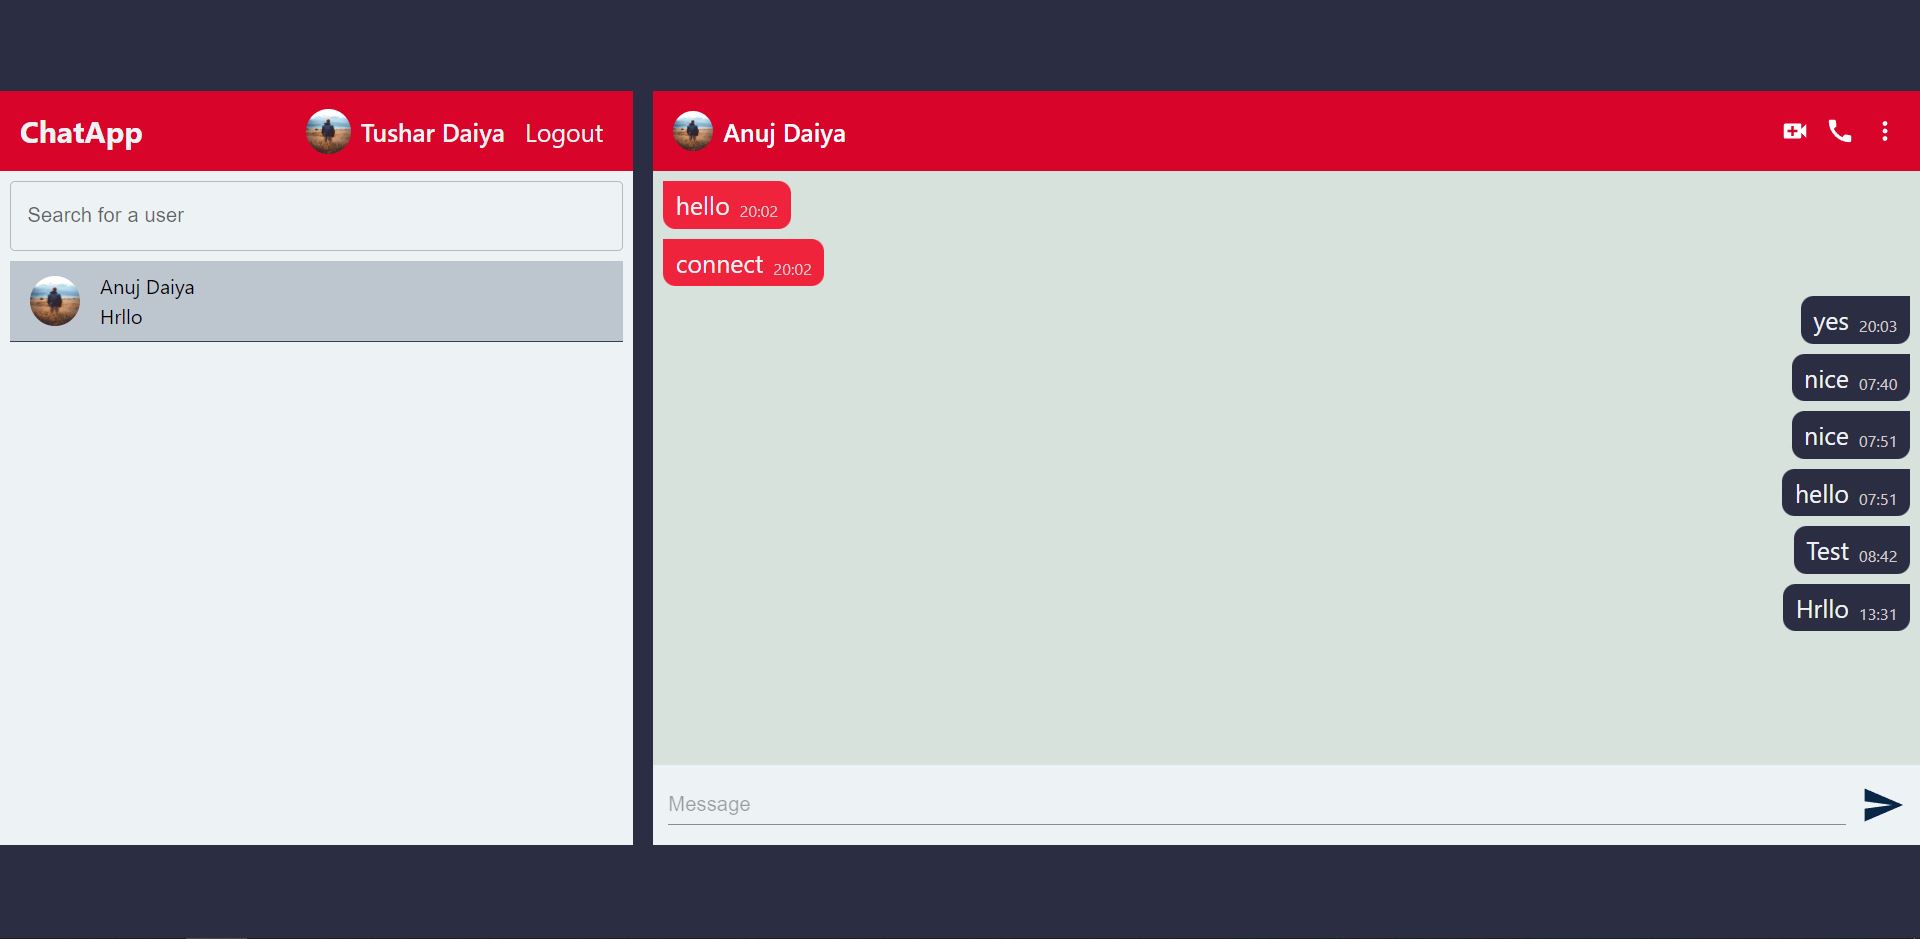 ChatApp
Tushar Daiya
Logout
Search for a user
Anuj Daiya
Hrllo
Anuj Daiya
hello 20:02
connect 20:02
yes 20:03
nice 07:40
nice 07:51
hello 07:51
Test 08:42
Hrllo 13:31
Message